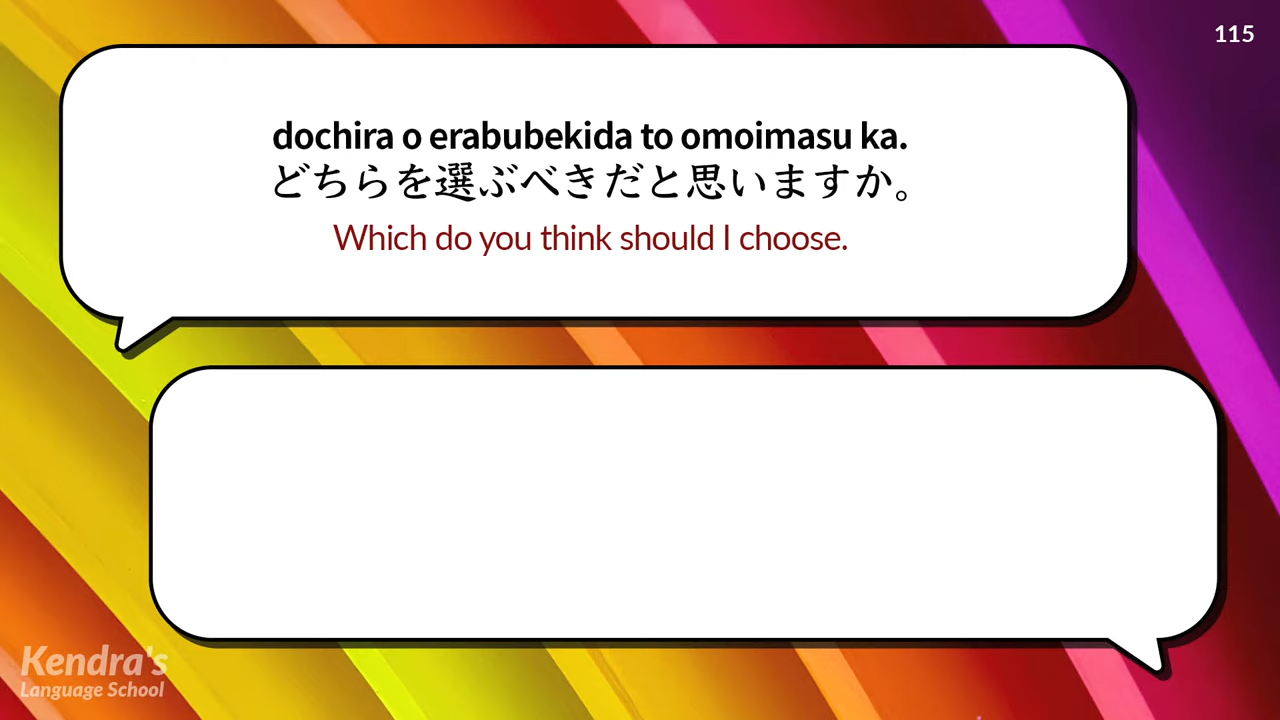 115
dochira o erabubekida to omoimasu ka.
どちらを選ぶべきだと思いますか。
Which do you think should I choose.
Kendra's
Language School